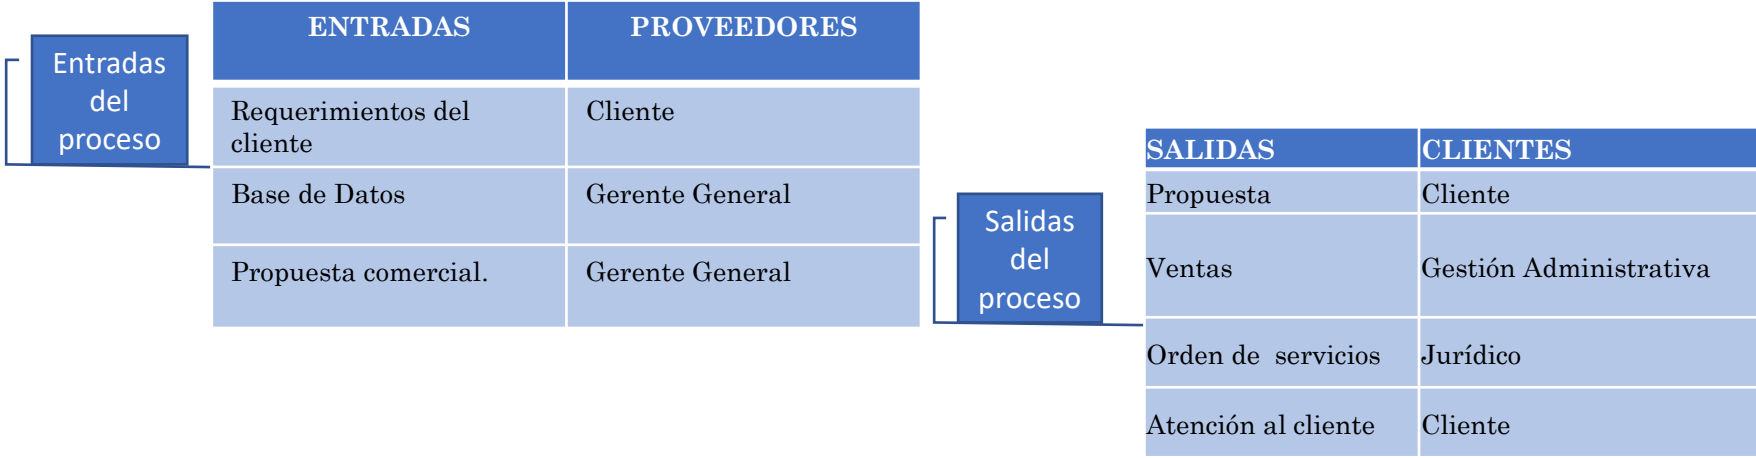 Entradas
del
proceso
ENTRADAS PROVEEDORES
Requerimientos del
cliente
Cliente
Base de Datos Gerente General
Propuesta comercial. Gerente General
Salidas
del
proceso
SALIDAS CLIENTES
Propuesta Cliente
Ventas Gestión Administrativa
Orden de  servicios Jurídico
Atención al cliente Cliente